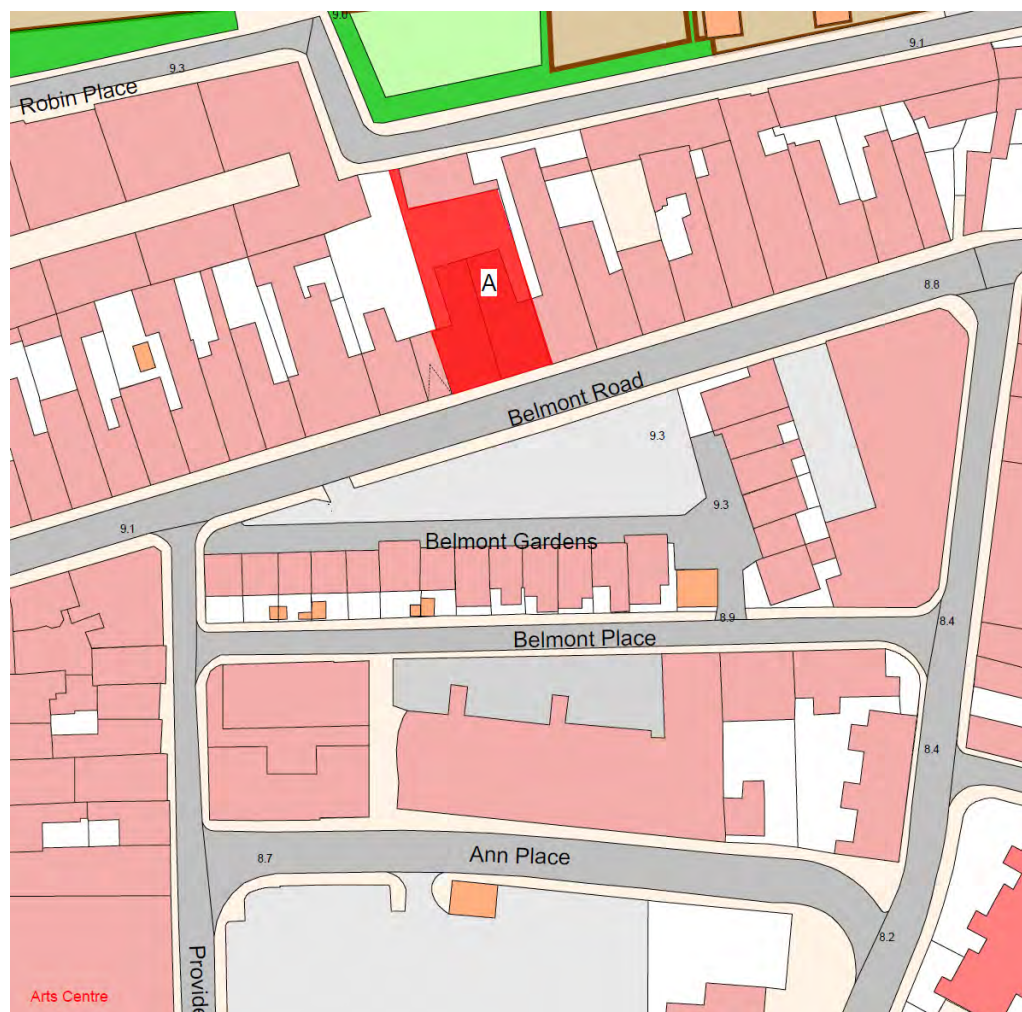 9.0
9.3
9.1
Robin Place
A
8.8
Belmont Road
9.3
9.1
9.3
Belmont Gardens
8.9
Belmont Place
8.4
8.4
8.7
Ann Place
8.2
Provide
Arts Centre